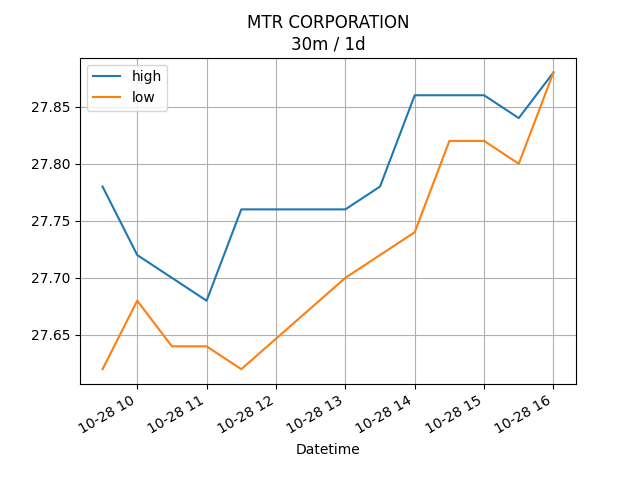 MTR CORPORATION
30m / 1d
high
low
27.85
27.80
27.75
27.70
27.65
10-28 10
10-28 11
10-28 12
10-28 13
10-28 14
10-28 15
10-28 16
Datetime